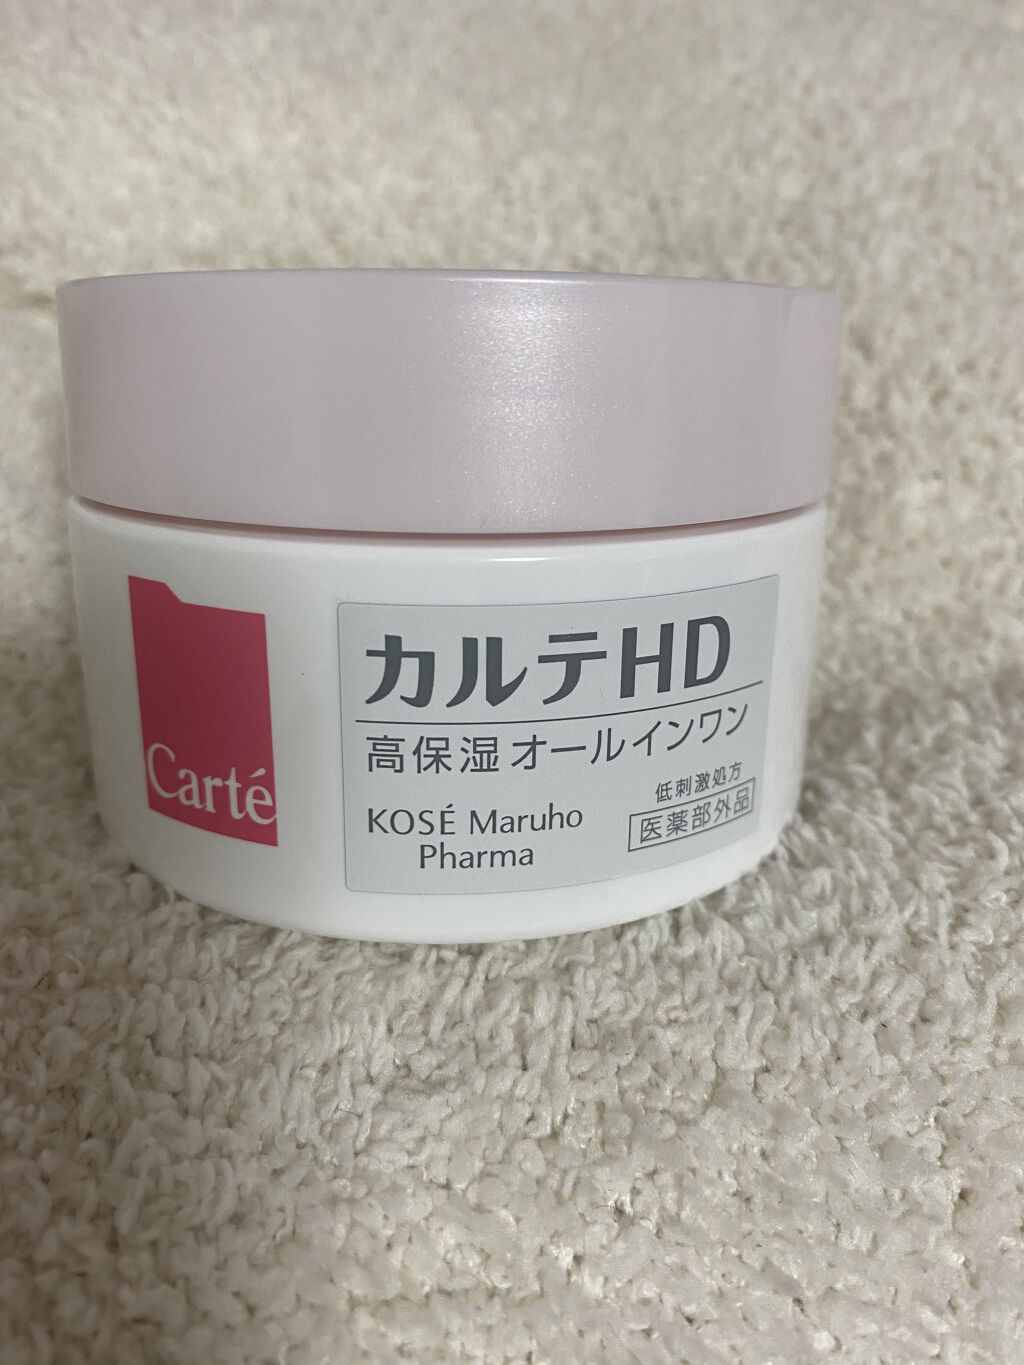 Carté
カルテHD
高保湿オールインワン
KOSÉ Maruho
Pharma
低刺激処方
医薬部外品